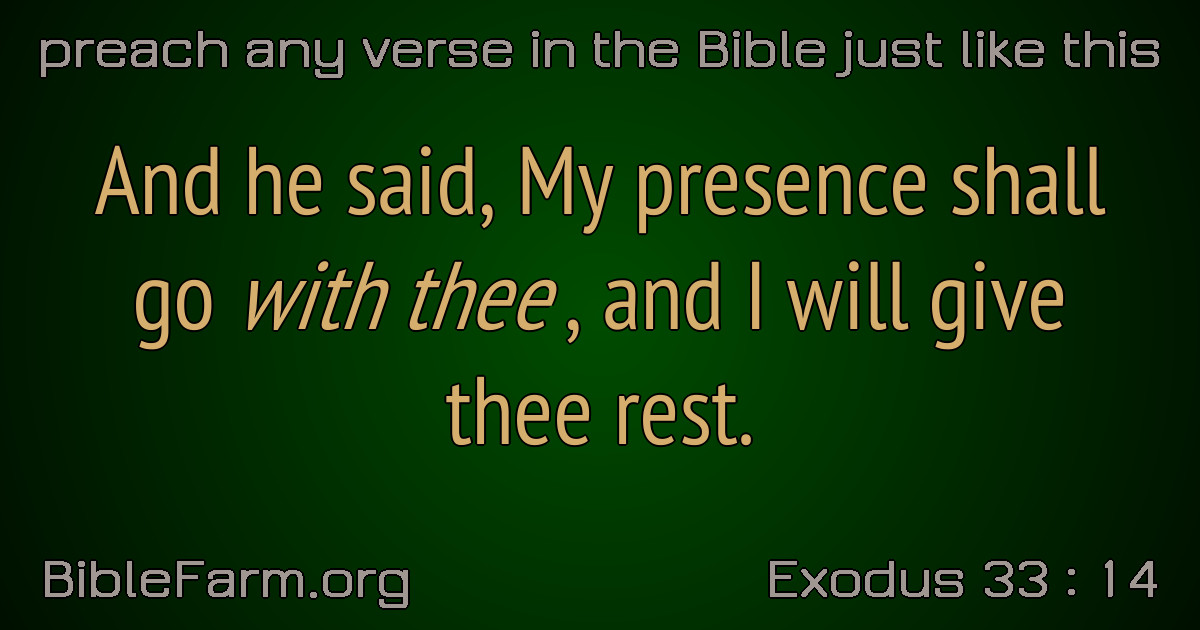 preach any verse in the Bible just like this
And he said, My presence shall
go with thee , and I will give
thee rest.
BibleFarm.org
Exodus 33 : 14